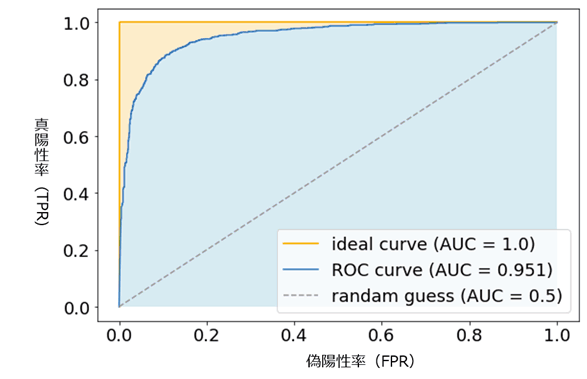 1.0
0.8
0.6
0.4
0.2
0.0
真陽性率（TPR）
ideal curve (AUC = 1.0)
ROC curve (AUC = 0.951)
randam guess (AUC = 0.5)
0.0 0.2 0.4 0.6 0.8 1.0
偽陽性率（FPR）